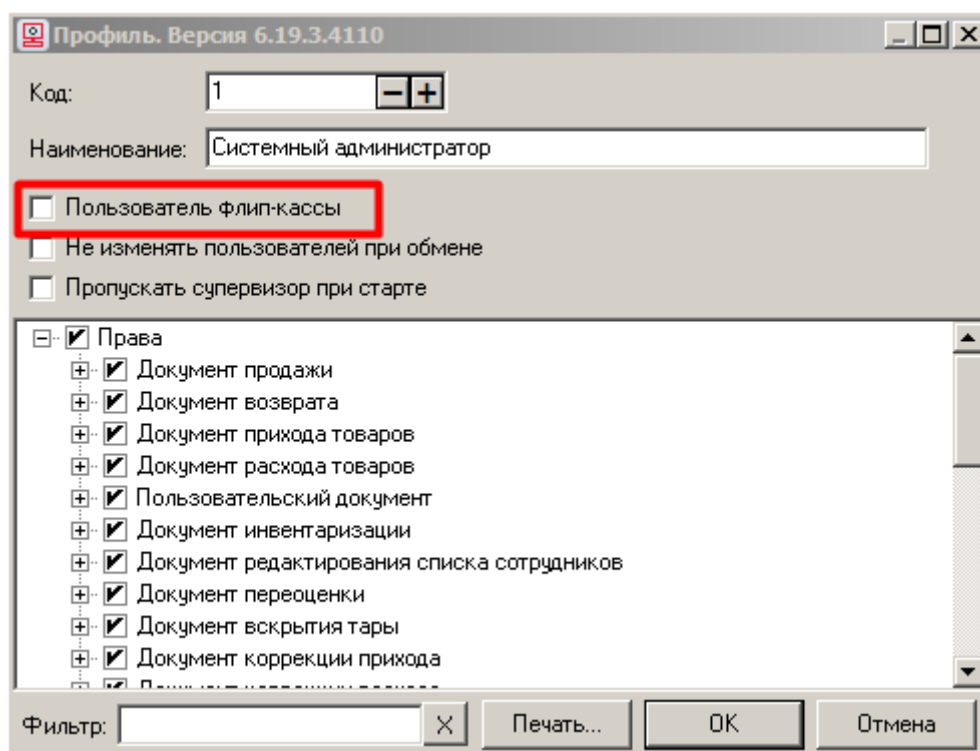 Профиль. Версия 6.19.3.4110
Код: 1
Наименование: Системный администратор
Пользователь флип-кассы
Не изменять пользователей при обмене
Пропускать супервизор при старте
Права
Документ продажи
Документ возврата
Документ прихода товаров
Документ расхода товаров
Пользовательский документ
Документ инвентаризации
Документ редактирования списка сотрудников
Документ переоценки
Документ вскрытия тары
Документ коррекции прихода
Фильтр: X Печать... OK Отмена